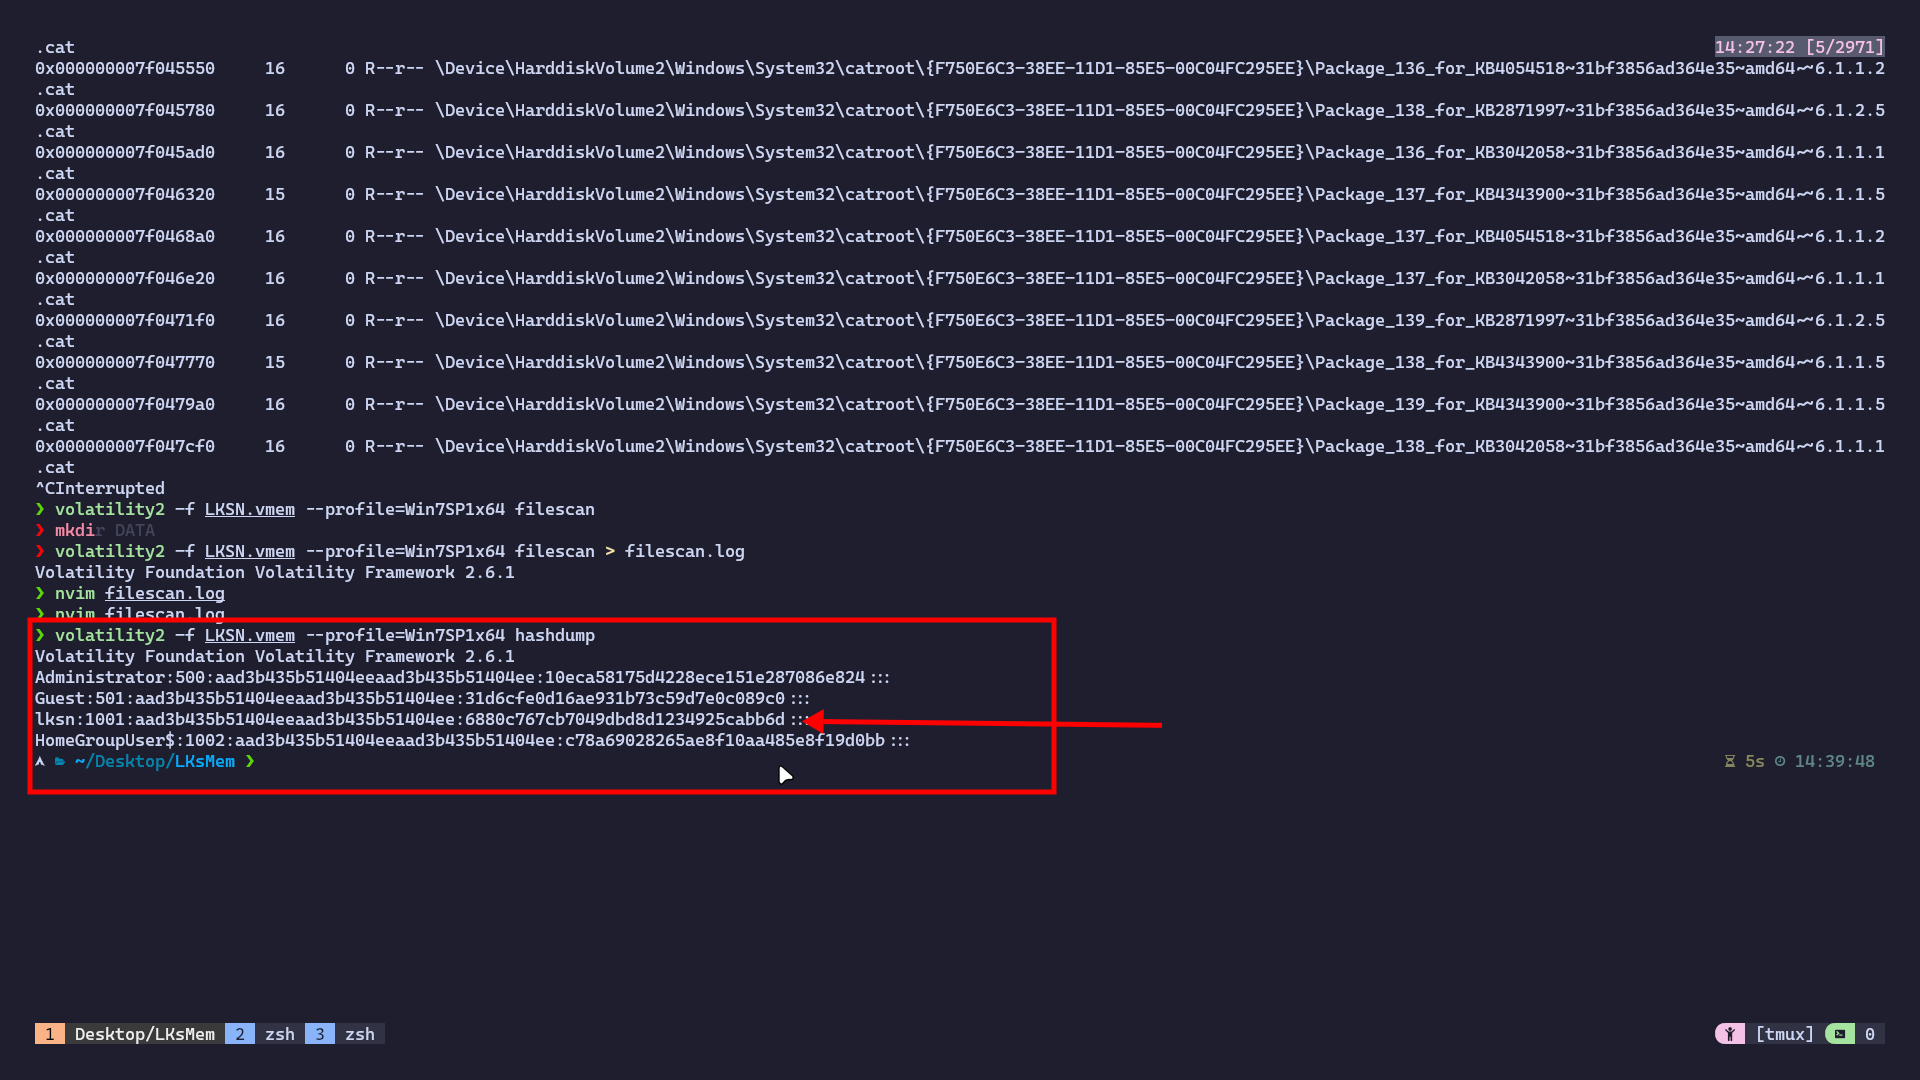 .cat 14:27:22 [5/2971]
0x000000007f045550     16      0 R--r-- \Device\HarddiskVolume2\Windows\System32\catroot\{F750E6C3-38EE-11D1-85E5-00C04FC295EE}\Package_136_for_KB4054518~31bf3856ad364e35~amd64~~6.1.1.2
.cat
0x000000007f045780     16      0 R--r-- \Device\HarddiskVolume2\Windows\System32\catroot\{F750E6C3-38EE-11D1-85E5-00C04FC295EE}\Package_138_for_KB2871997~31bf3856ad364e35~amd64~~6.1.2.5
.cat
0x000000007f045ad0     16      0 R--r-- \Device\HarddiskVolume2\Windows\System32\catroot\{F750E6C3-38EE-11D1-85E5-00C04FC295EE}\Package_136_for_KB3042058~31bf3856ad364e35~amd64~~6.1.1.1
.cat
0x000000007f046320     15      0 R--r-- \Device\HarddiskVolume2\Windows\System32\catroot\{F750E6C3-38EE-11D1-85E5-00C04FC295EE}\Package_137_for_KB4343900~31bf3856ad364e35~amd64~~6.1.1.5
.cat
0x000000007f0468a0     16      0 R--r-- \Device\HarddiskVolume2\Windows\System32\catroot\{F750E6C3-38EE-11D1-85E5-00C04FC295EE}\Package_137_for_KB4054518~31bf3856ad364e35~amd64~~6.1.1.2
.cat
0x000000007f046e20     16      0 R--r-- \Device\HarddiskVolume2\Windows\System32\catroot\{F750E6C3-38EE-11D1-85E5-00C04FC295EE}\Package_137_for_KB3042058~31bf3856ad364e35~amd64~~6.1.1.1
.cat
0x000000007f0471f0     16      0 R--r-- \Device\HarddiskVolume2\Windows\System32\catroot\{F750E6C3-38EE-11D1-85E5-00C04FC295EE}\Package_139_for_KB2871997~31bf3856ad364e35~amd64~~6.1.2.5
.cat
0x000000007f047770     15      0 R--r-- \Device\HarddiskVolume2\Windows\System32\catroot\{F750E6C3-38EE-11D1-85E5-00C04FC295EE}\Package_138_for_KB4343900~31bf3856ad364e35~amd64~~6.1.1.5
.cat
0x000000007f0479a0     16      0 R--r-- \Device\HarddiskVolume2\Windows\System32\catroot\{F750E6C3-38EE-11D1-85E5-00C04FC295EE}\Package_139_for_KB4343900~31bf3856ad364e35~amd64~~6.1.1.5
.cat
0x000000007f047cf0     16      0 R--r-- \Device\HarddiskVolume2\Windows\System32\catroot\{F750E6C3-38EE-11D1-85E5-00C04FC295EE}\Package_138_for_KB3042058~31bf3856ad364e35~amd64~~6.1.1.1
.cat
^CInterrupted
❯ volatility2 -f LKSN.vmem --profile=Win7SP1x64 filescan
❯ mkdir DATA
❯ volatility2 -f LKSN.vmem --profile=Win7SP1x64 filescan > filescan.log
Volatility Foundation Volatility Framework 2.6.1
❯ nvim filescan.log
❯ nvim filescan.log
❯ volatility2 -f LKSN.vmem --profile=Win7SP1x64 hashdump
Volatility Foundation Volatility Framework 2.6.1
Administrator:500:aad3b435b51404eeaad3b435b51404ee:10eca58175d4228ece151e287086e824:::
Guest:501:aad3b435b51404eeaad3b435b51404ee:31d6cfe0d16ae931b73c59d7e0c089c0:::
lksn:1001:aad3b435b51404eeaad3b435b51404ee:6880c767cb7049dbd8d1234925cabb6d:::
HomeGroupUser$:1002:aad3b435b51404eeaad3b435b51404ee:c78a69028265ae8f10aa485e8f19d0bb:::
~/Desktop/LKsMem ❯ 5s 14:39:48
1 Desktop/LKsMem 2 zsh 3 zsh [tmux] 0